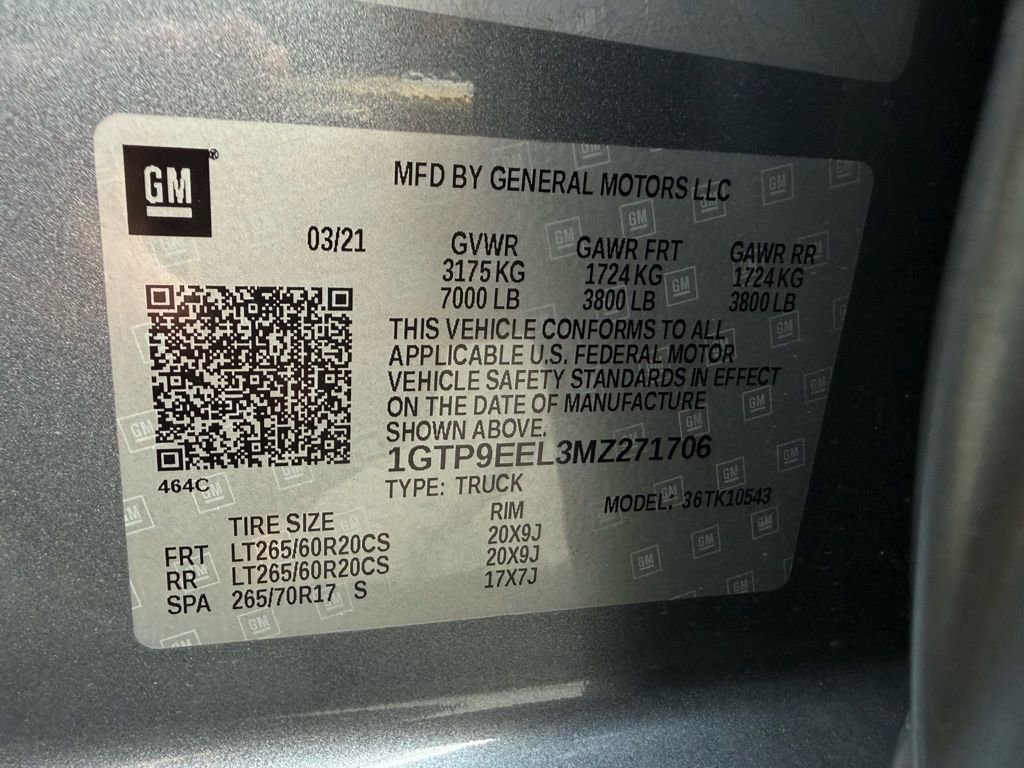 GM
MFD BY GENERAL MOTORS LLC
03/21
GVWR GAWR FRT GAWR RR
3175 KG 1724 KG 1724 KG
7000 LB 3800 LB 3800 LB
THIS VEHICLE CONFORMS TO ALL
APPLICABLE U.S. FEDERAL MOTOR
VEHICLE SAFETY STANDARDS IN EFFECT
ON THE DATE OF MANUFACTURE
SHOWN ABOVE.
1GTP9EEL3MZ271706
464C
TYPE: TRUCK
MODEL: 36TK10543
TIRE SIZE RIM
FRT LT265/60R20CS 20X9J
RR LT265/60R20CS 20X9J
SPA 265/70R17 S 17X7J